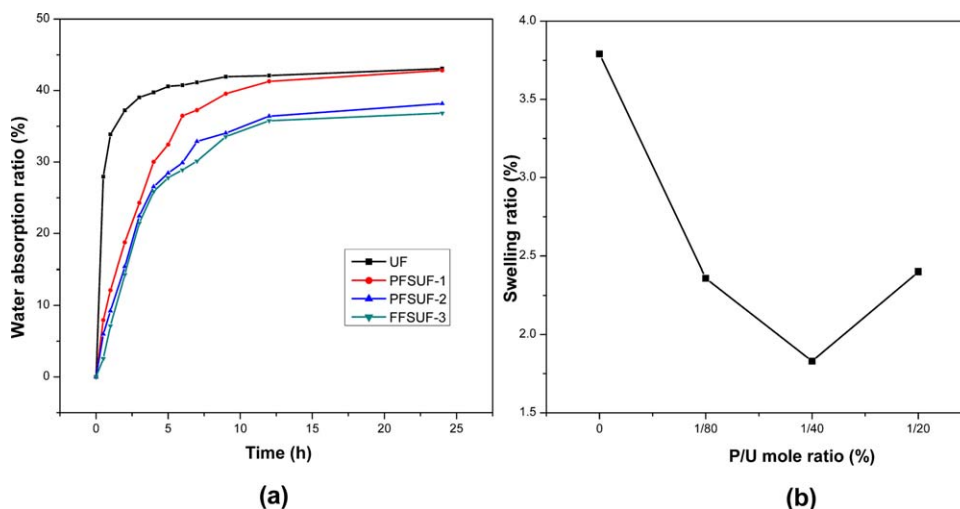 50
40
30
20
10
0
Water absorption ratio (%)
UF
PFSUF-1
PFSUF-2
FFSUF-3
0
5
10
15
20
25
Time (h)
(a)
4.0
3.5
3.0
2.5
2.0
1.5
Swelling ratio (%)
0
1/80
1/40
1/20
P/U mole ratio (%)
(b)